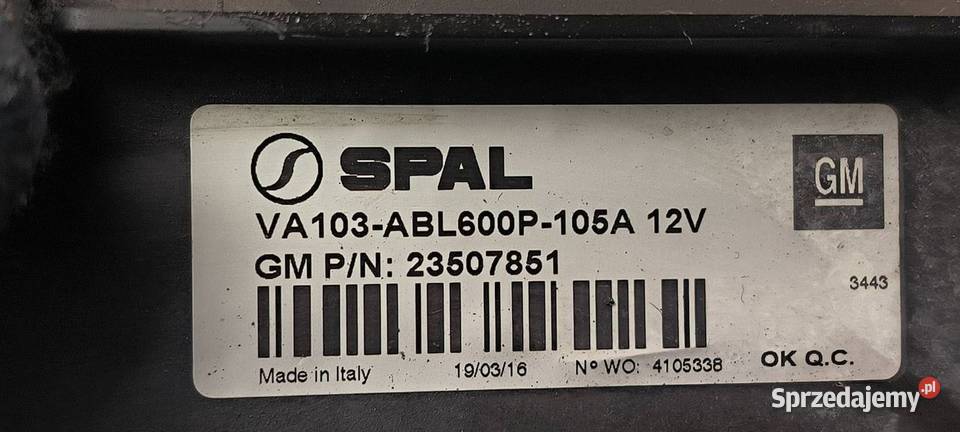 SPAL
GM
VA103-ABL600P-105A 12V
GM P/N: 23507851
3443
Made in Italy 19/03/16 Nº WO: 4105338 OK Q.C.
Sprzedajemy.pl